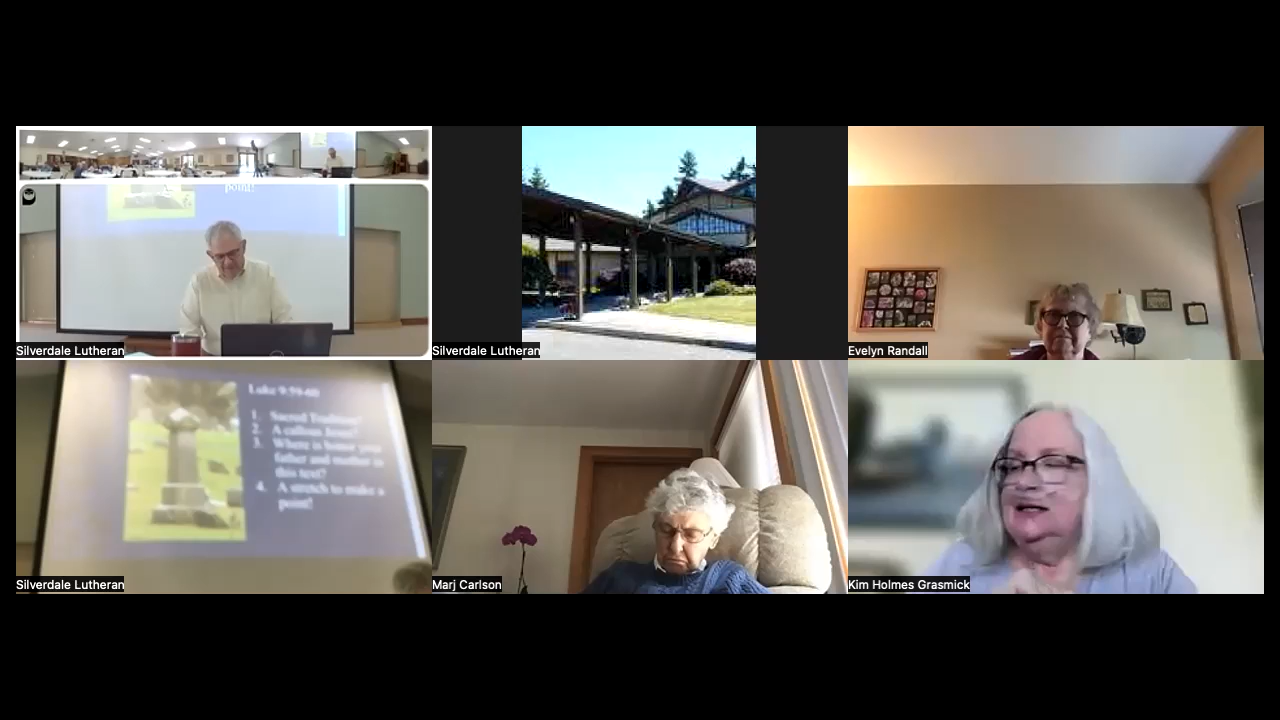 point!
Silverdale Lutheran
Silverdale Lutheran
Evelyn Randall
Luke 9:59-60
1. Sacred Tradition!
2. A callous Jesus?
3. Where is honor your
father and mother in
this text?
4. A stretch to make a
point!
Silverdale Lutheran
Marj Carlson
Kim Holmes Grasmick